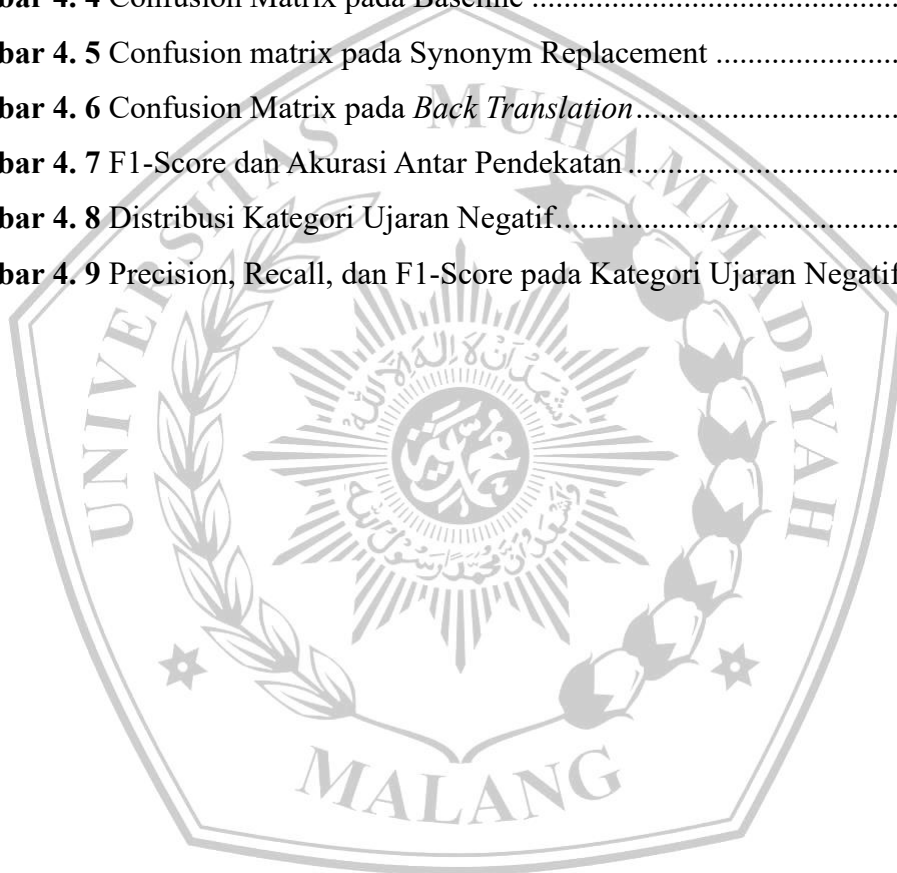 bar 4. 4 Confusion Matrix pada Baseline ..........................................
bar 4. 5 Confusion matrix pada Synonym Replacement .....................
bar 4. 6 Confusion Matrix pada Back Translation..............................
bar 4. 7 F1-Score dan Akurasi Antar Pendekatan ...............................
bar 4. 8 Distribusi Kategori Ujaran Negatif........................................
bar 4. 9 Precision, Recall, dan F1-Score pada Kategori Ujaran Negatif
UNIVERSITAS MUHAMMADIYAH
MALANG